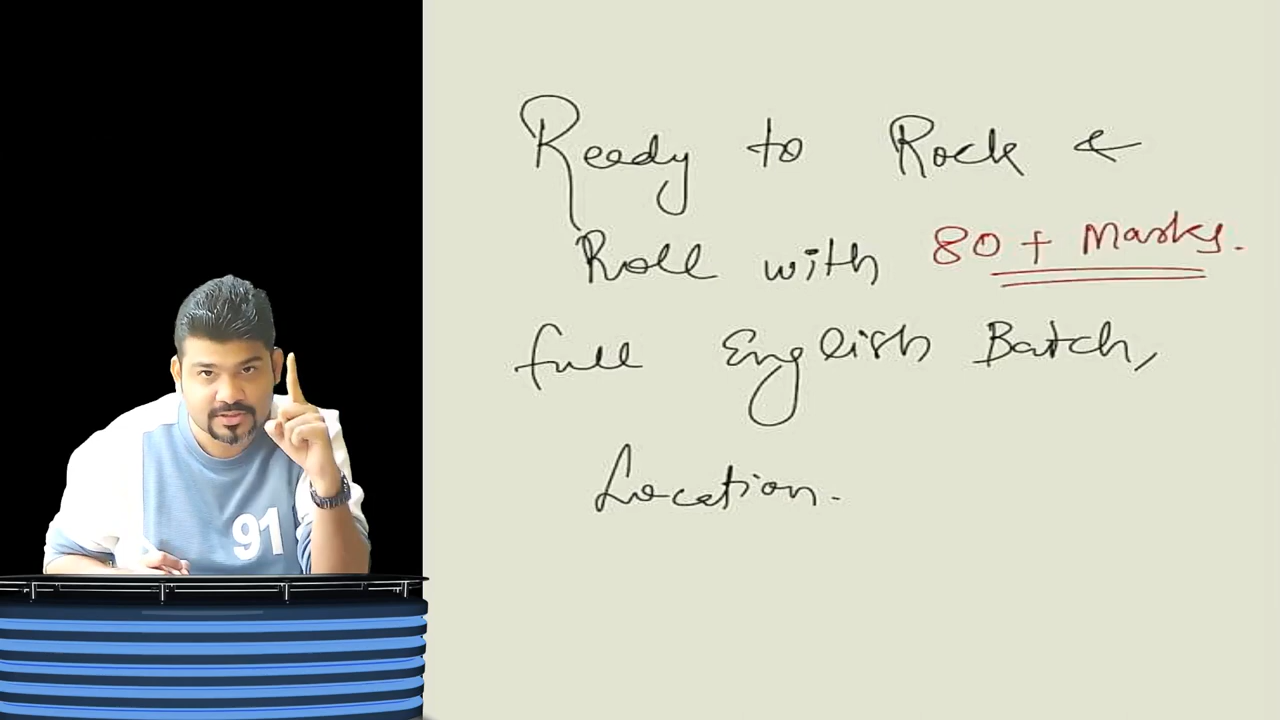 Ready to Rock &
Roll with 80+ Marks.
full English Batch,
Location.
91